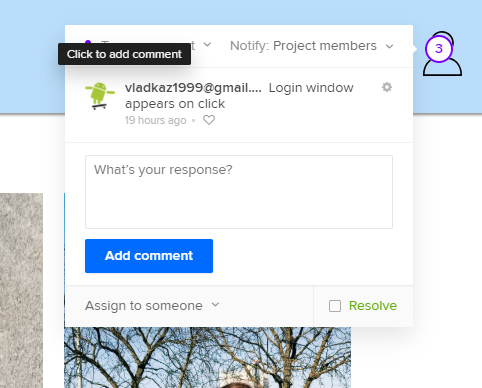 Click to add comment
Notify: Project members
3
vladkaz1999@gmail.... Login window
appears on click
19 hours ago
What's your response?
Add comment
Assign to someone
Resolve